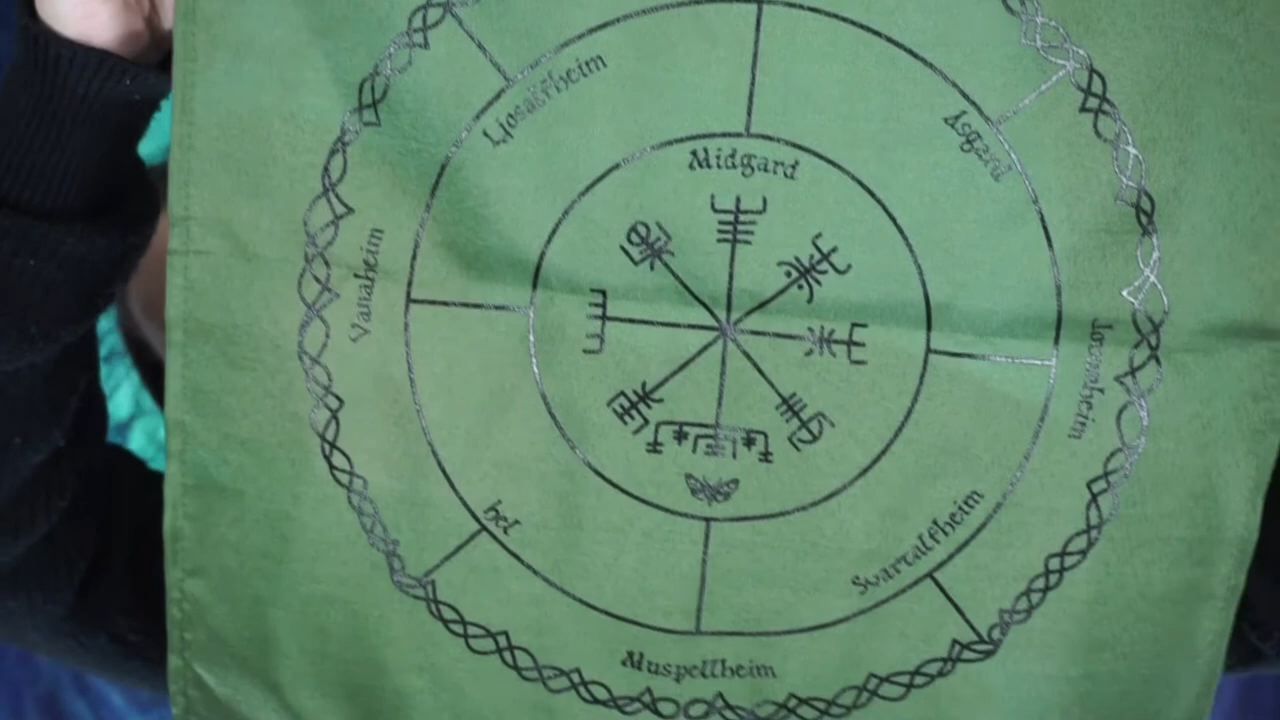 Ljosalfheim
Asgard
Midgard
Vanaheim
Jotunheim
hel
Svartalfheim
Muspellheim